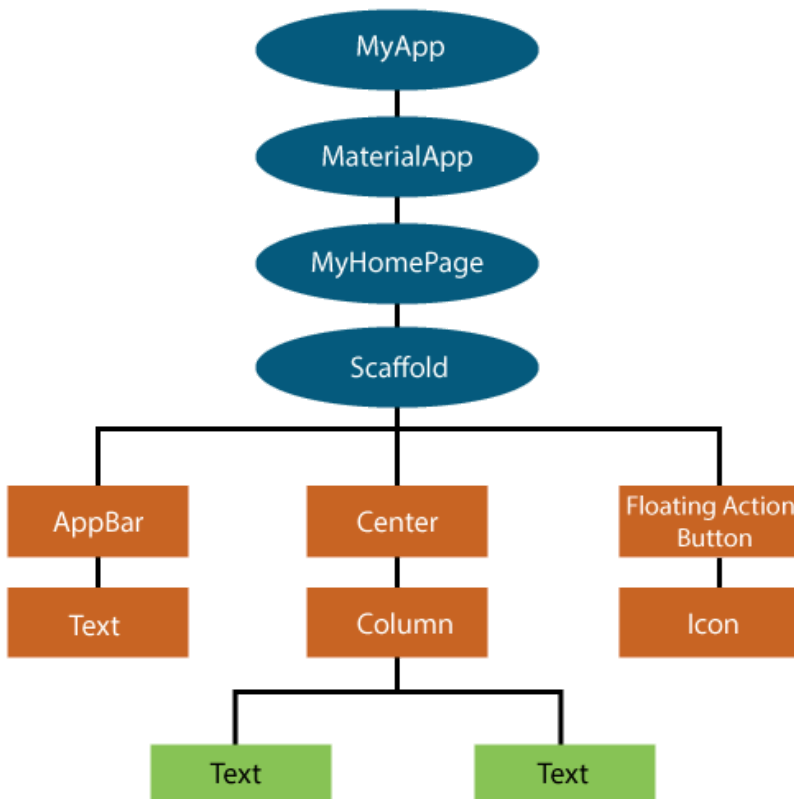 MyApp
MaterialApp
MyHomePage
Scaffold
AppBar
Center
Floating Action
Button
Text
Column
Icon
Text
Text